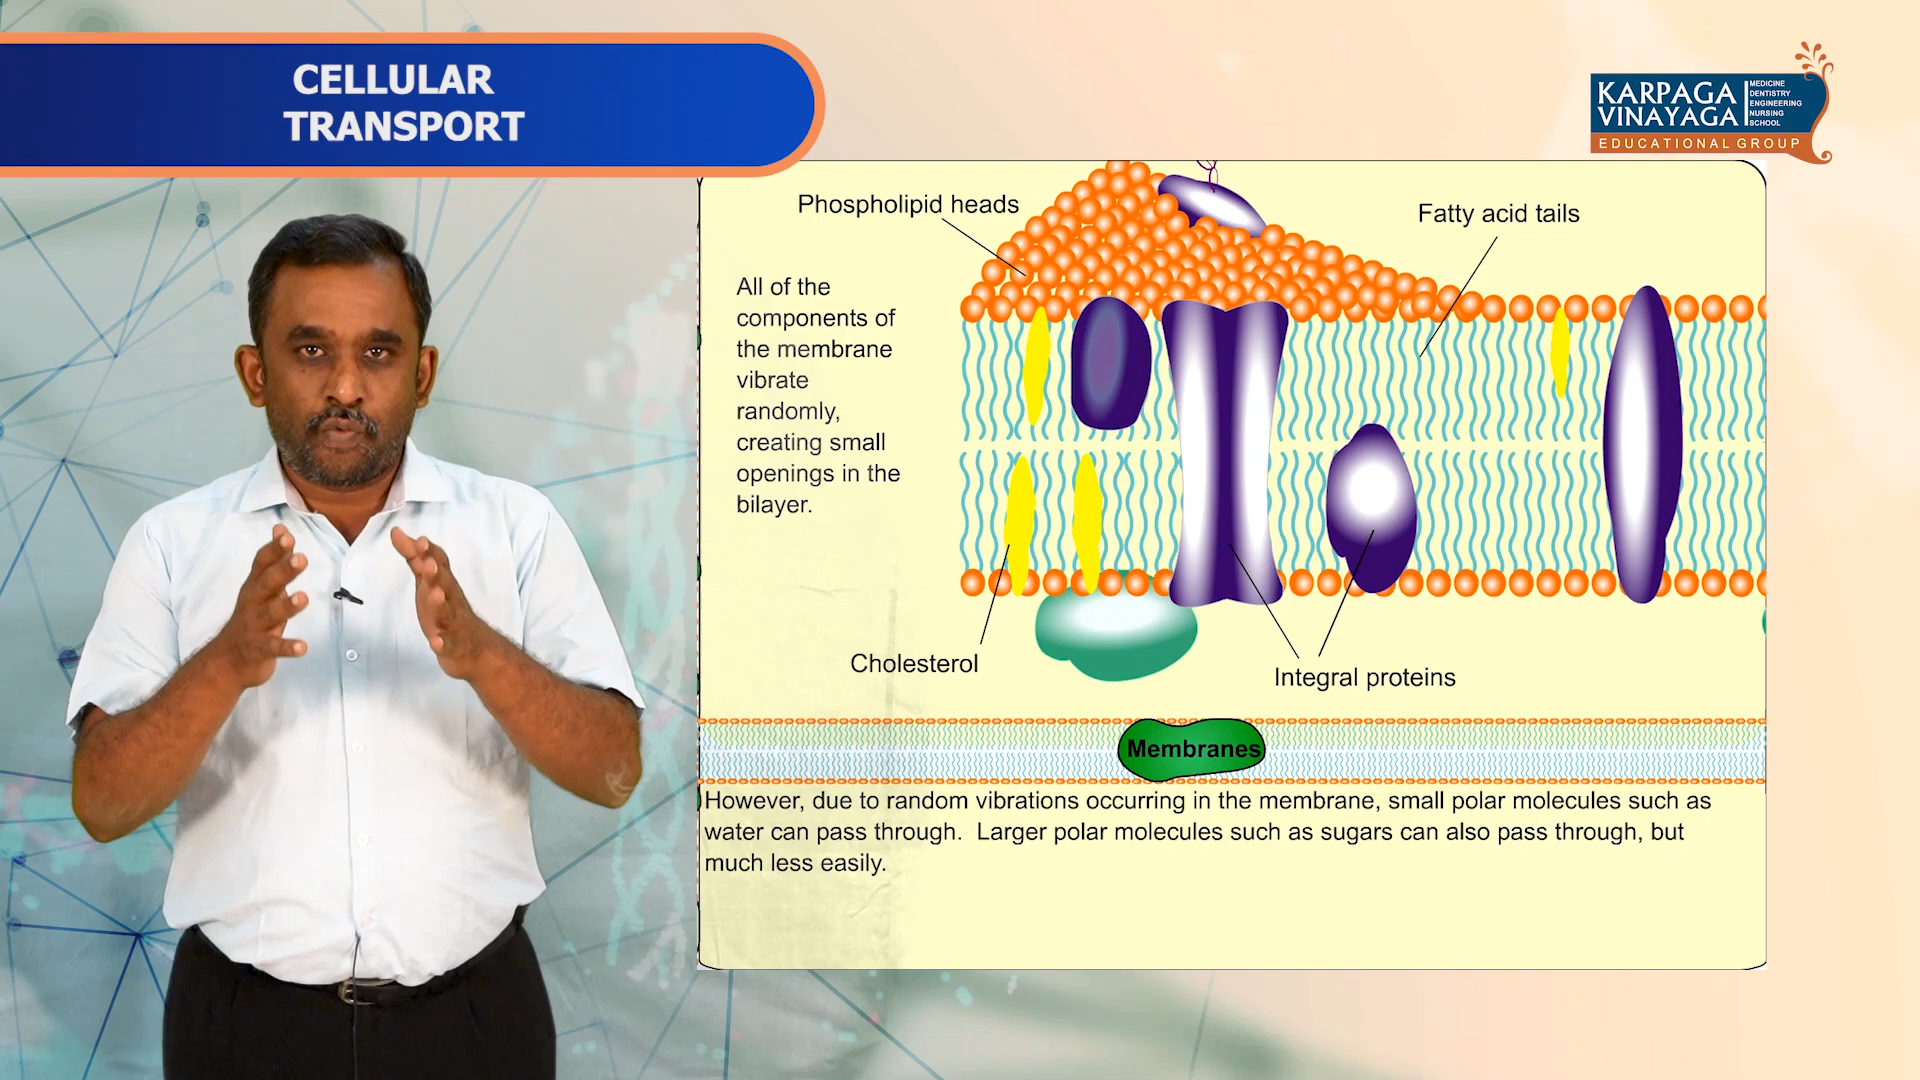 CELLULAR
TRANSPORT
KARPAGA
VINAYAGA
MEDICINE
DENTISTRY
ENGINEERING
NURSING
SCHOOL
EDUCATIONAL GROUP
Phospholipid heads
Fatty acid tails
All of the
components of
the membrane
vibrate
randomly,
creating small
openings in the
bilayer.
Cholesterol
Integral proteins
Membranes
However, due to random vibrations occurring in the membrane, small polar molecules such as
water can pass through. Larger polar molecules such as sugars can also pass through, but
much less easily.